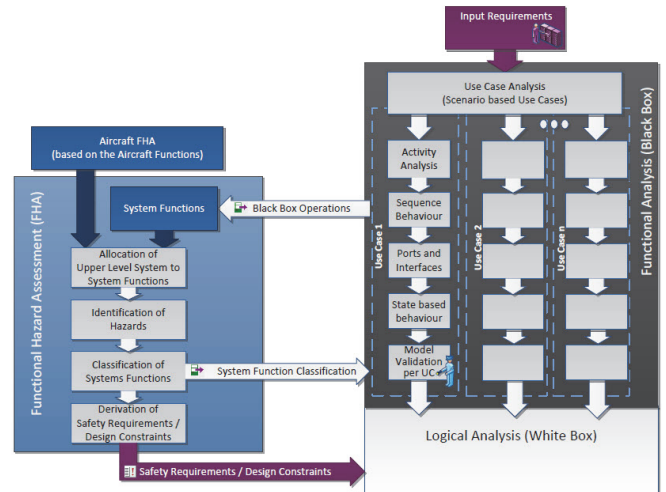 Input Requirements
Use Case Analysis
(Scenario based Use Cases)
Functional Analysis (Black Box)
Aircraft FHA
(based on the Aircraft Functions)
Functional Hazard Assessment (FHA)
System Functions
Black Box Operations
Allocation of
Upper Level System to
System Functions
Identification of
Hazards
Classification of
Systems Functions
System Function Classification
Derivation of
Safety Requirements /
Design Constraints
Safety Requirements / Design Constraints
Use Case 1
Activity
Analysis
Sequence
Behaviour
Ports and
Interfaces
State based
behaviour
Model
Validation
per UC
Use Case 2
Use Case n
Logical Analysis (White Box)